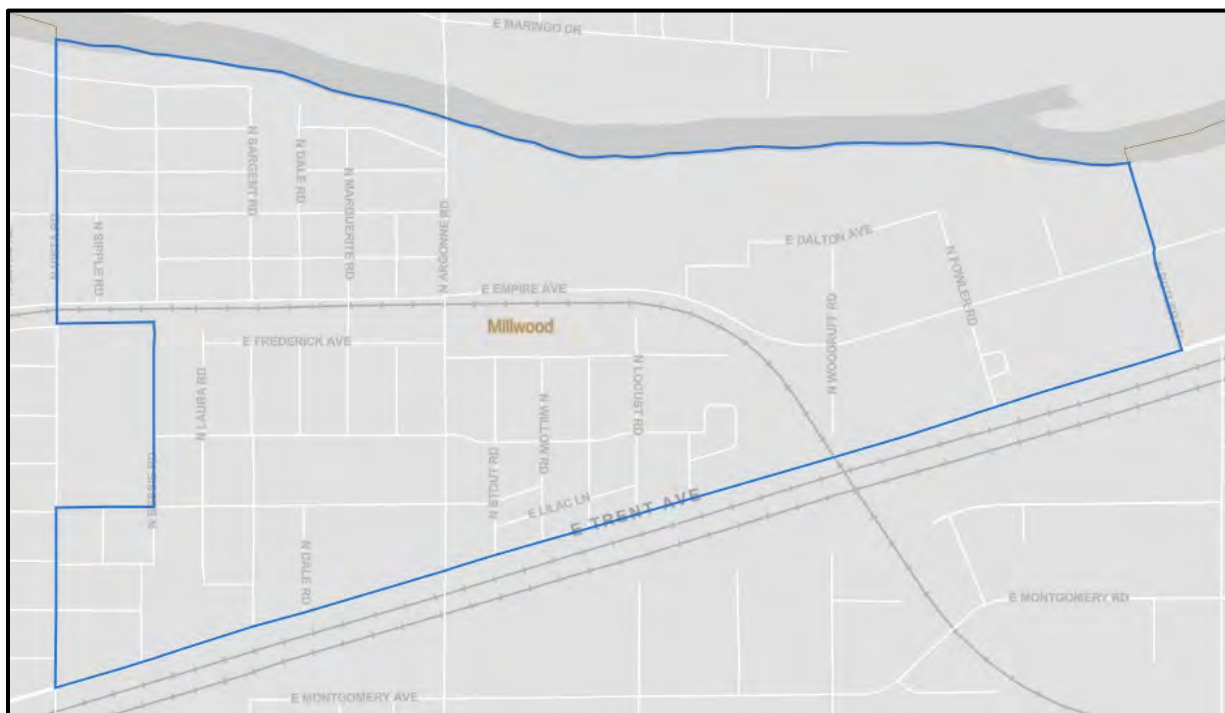 E MARINGO DR
N SARGENT RD
N DALE RD
N MARGUERITE RD
N ARGONNE RD
N SIPPLE RD
E DALTON AVE
N FOWLER RD
E EMPIRE AVE
Millwood
E FREDERICK AVE
N WOODRUFF RD
N LAURA RD
N LOCUST RD
N WILLOW RD
N STOUT RD
N BESSIE RD
E LILAC LN
E TRENT AVE
N DALE RD
E MONTGOMERY RD
E MONTGOMERY AVE